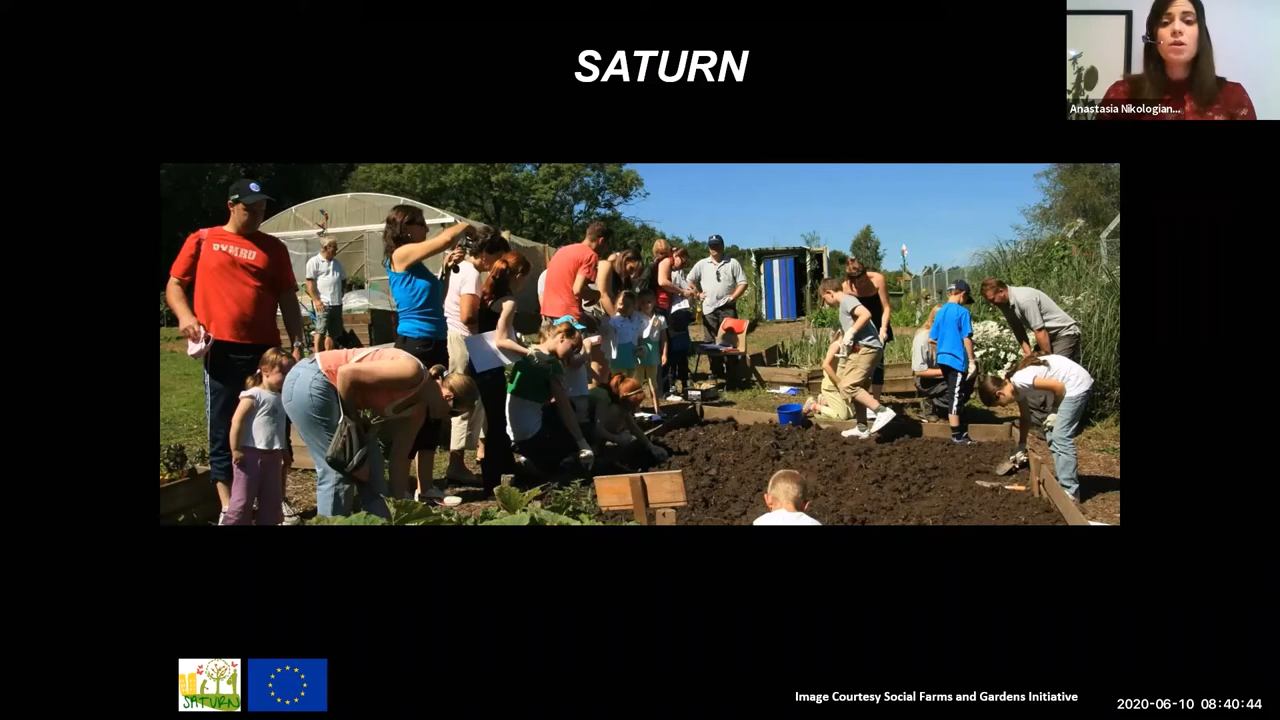 SATURN
Anastasia Nikologian...
CYMRU
SATURN
Image Courtesy Social Farms and Gardens Initiative
2020-06-10 08:40:44